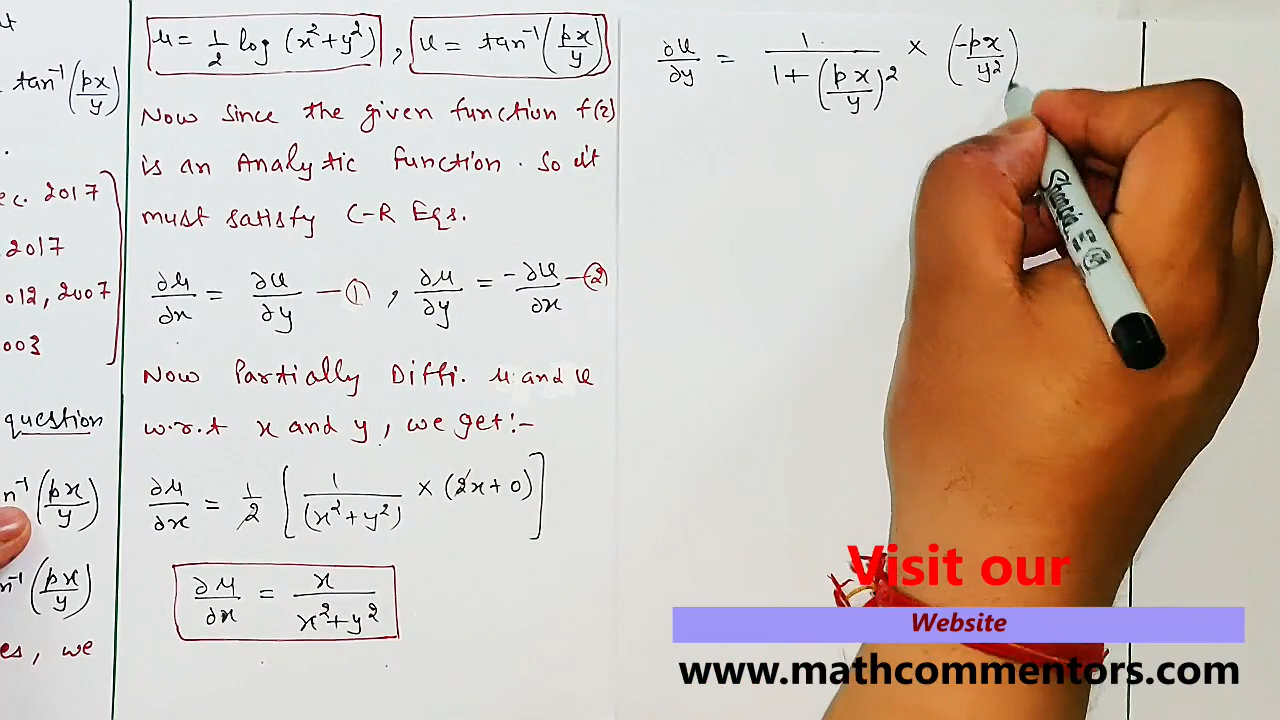 tan⁻¹(px/y)
.
ec. 2017
2017
012, 2007
003
question
n⁻¹(px/y)
n⁻¹(px/y)
es, we
u = 1/2 log (x²+y²) , v = tan⁻¹(px/y)
Now Since the given function f(z)
is an Analytic function. So it
must satisfy C-R Eqs.
∂u/∂x = ∂v/∂y —①, ∂u/∂y = -∂v/∂x —②
Now Partially Diffi. u and v
w.r.t x and y, we get:-
∂u/∂x = 1/2 [1/(x²+y²) × (2x+0)]
∂u/∂x = x/x²+y²
∂v/∂y = 1/1+(px/y)² × (-px/y²)
Visit our
Website
www.mathcommentors.com